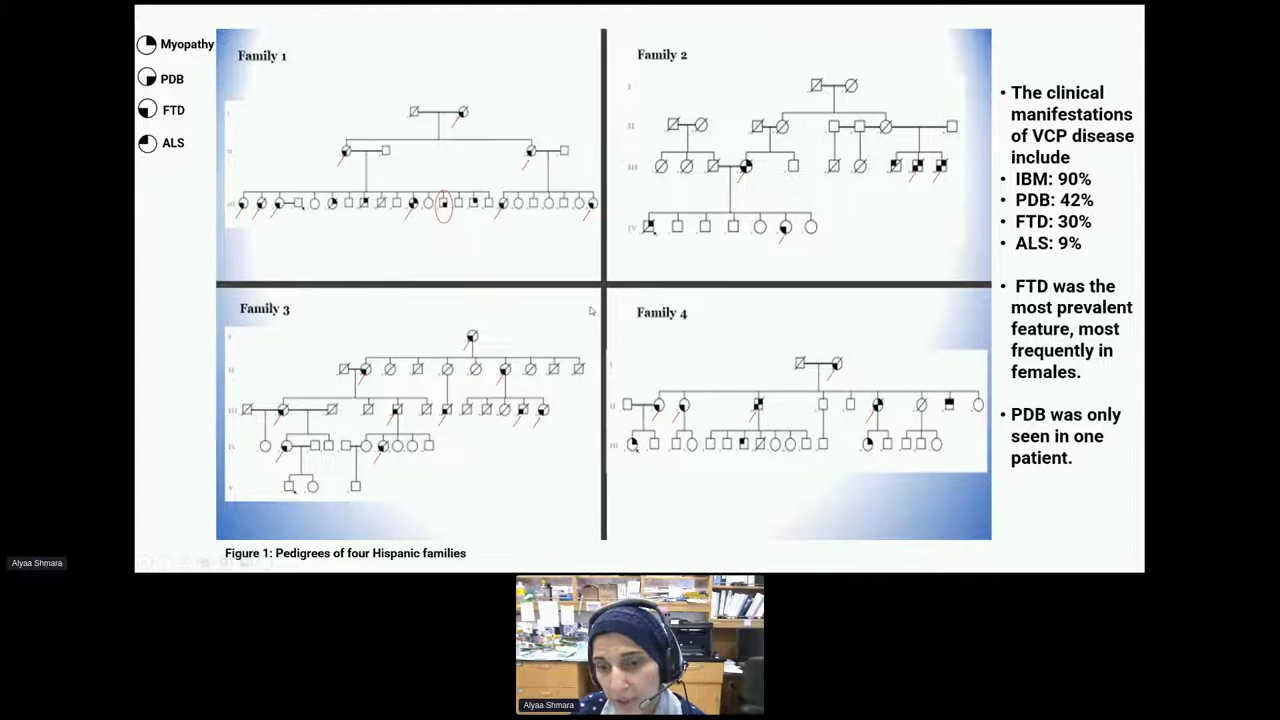 Myopathy
PDB
FTD
ALS
Family 1
Family 2
Family 3
Family 4
Figure 1: Pedigrees of four Hispanic families
• The clinical
manifestations
of VCP disease
include
• IBM: 90%
• PDB: 42%
• FTD: 30%
• ALS: 9%
• FTD was the
most prevalent
feature, most
frequently in
females.
• PDB was only
seen in one
patient.
Alyaa Shmara
Alyaa Shmara